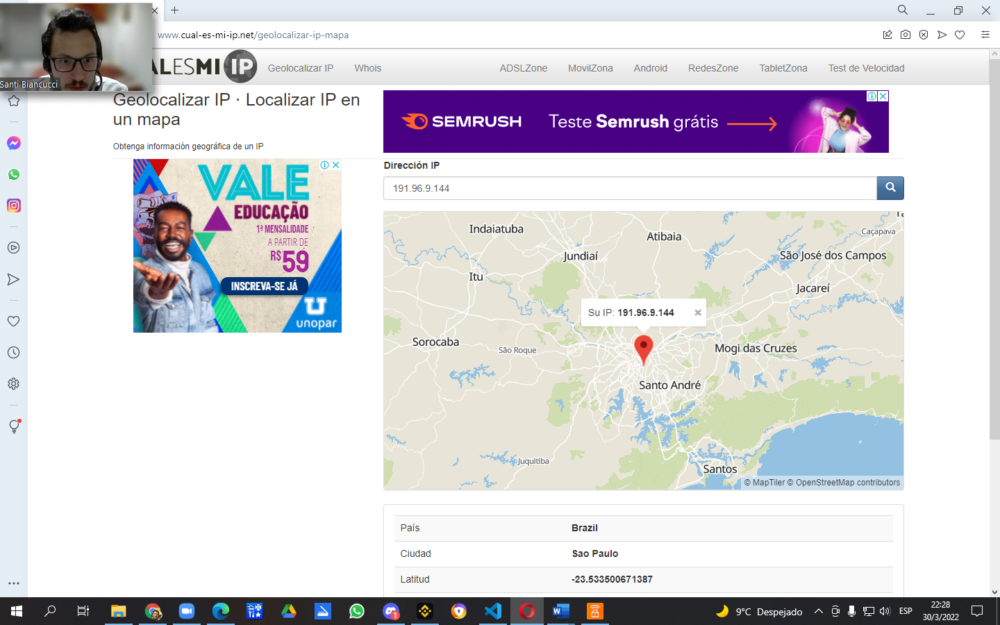 www.cual-es-mi-ip.net/geolocalizar-ip-mapa
Santi Biancucci
ALESMI IP
Geolocalizar IP
Whois
ADSLZone
MovilZona
Android
RedesZone
TabletZona
Test de Velocidad
Geolocalizar IP · Localizar IP en
un mapa
Obtenga información geográfica de un IP
SEMRUSH
Teste Semrush grátis
VALE
EDUCAÇÃO
1ª MENSALIDADE
A PARTIR DE
R$59
INSCREVA-SE JÁ
unopar
Dirección IP
191.96.9.144
Indaiatuba
Atibaia
Caçapava
Jundiaí
São José dos Campos
Itu
Jacareí
Su IP: 191.96.9.144
Sorocaba
São Roque
Mogi das Cruzes
Santo André
Juquitiba
Santos
© MapTiler © OpenStreetMap contributors
País Brazil
Ciudad Sao Paulo
Latitud -23.533500671387
1
9°C Despejado
ESP
22:28
30/3/2022